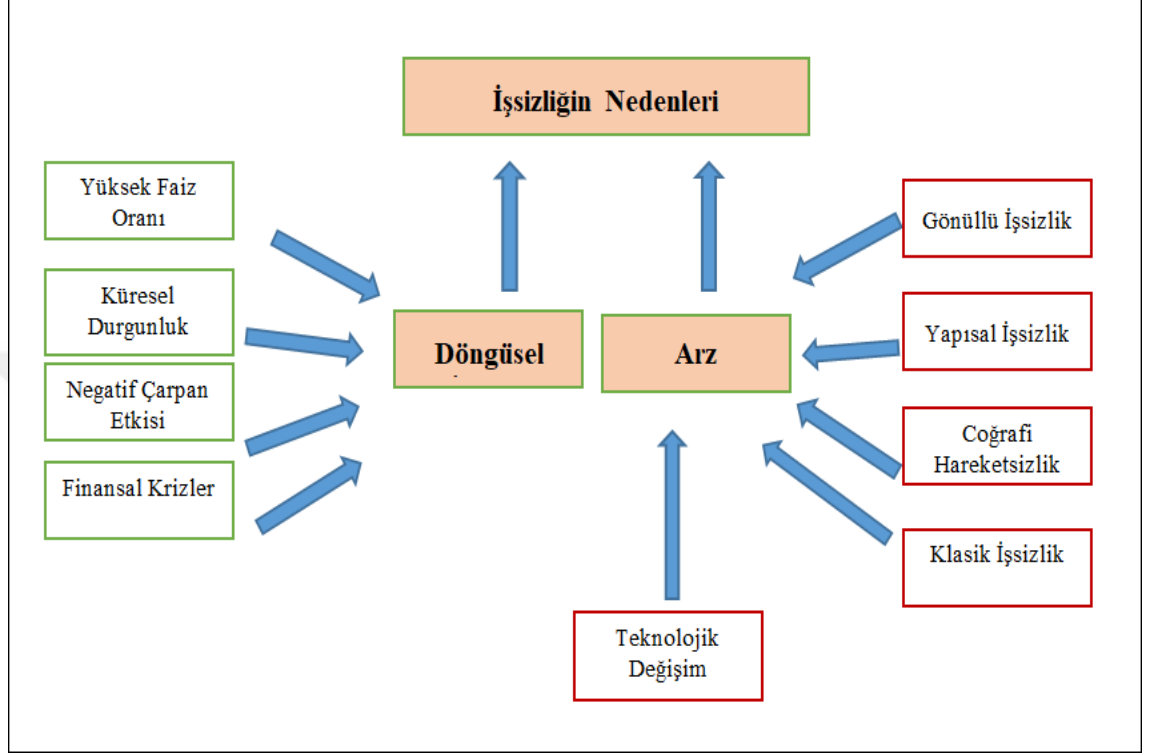 İşsizliğin Nedenleri
Yüksek Faiz
Oranı
Küresel
Durgunluk
Negatif Çarpan
Etkisi
Finansal Krizler
Döngüsel
Arz
Gönüllü İşsizlik
Yapısal İşsizlik
Coğrafi
Hareketsizlik
Klasik İşsizlik
Teknolojik
Değişim